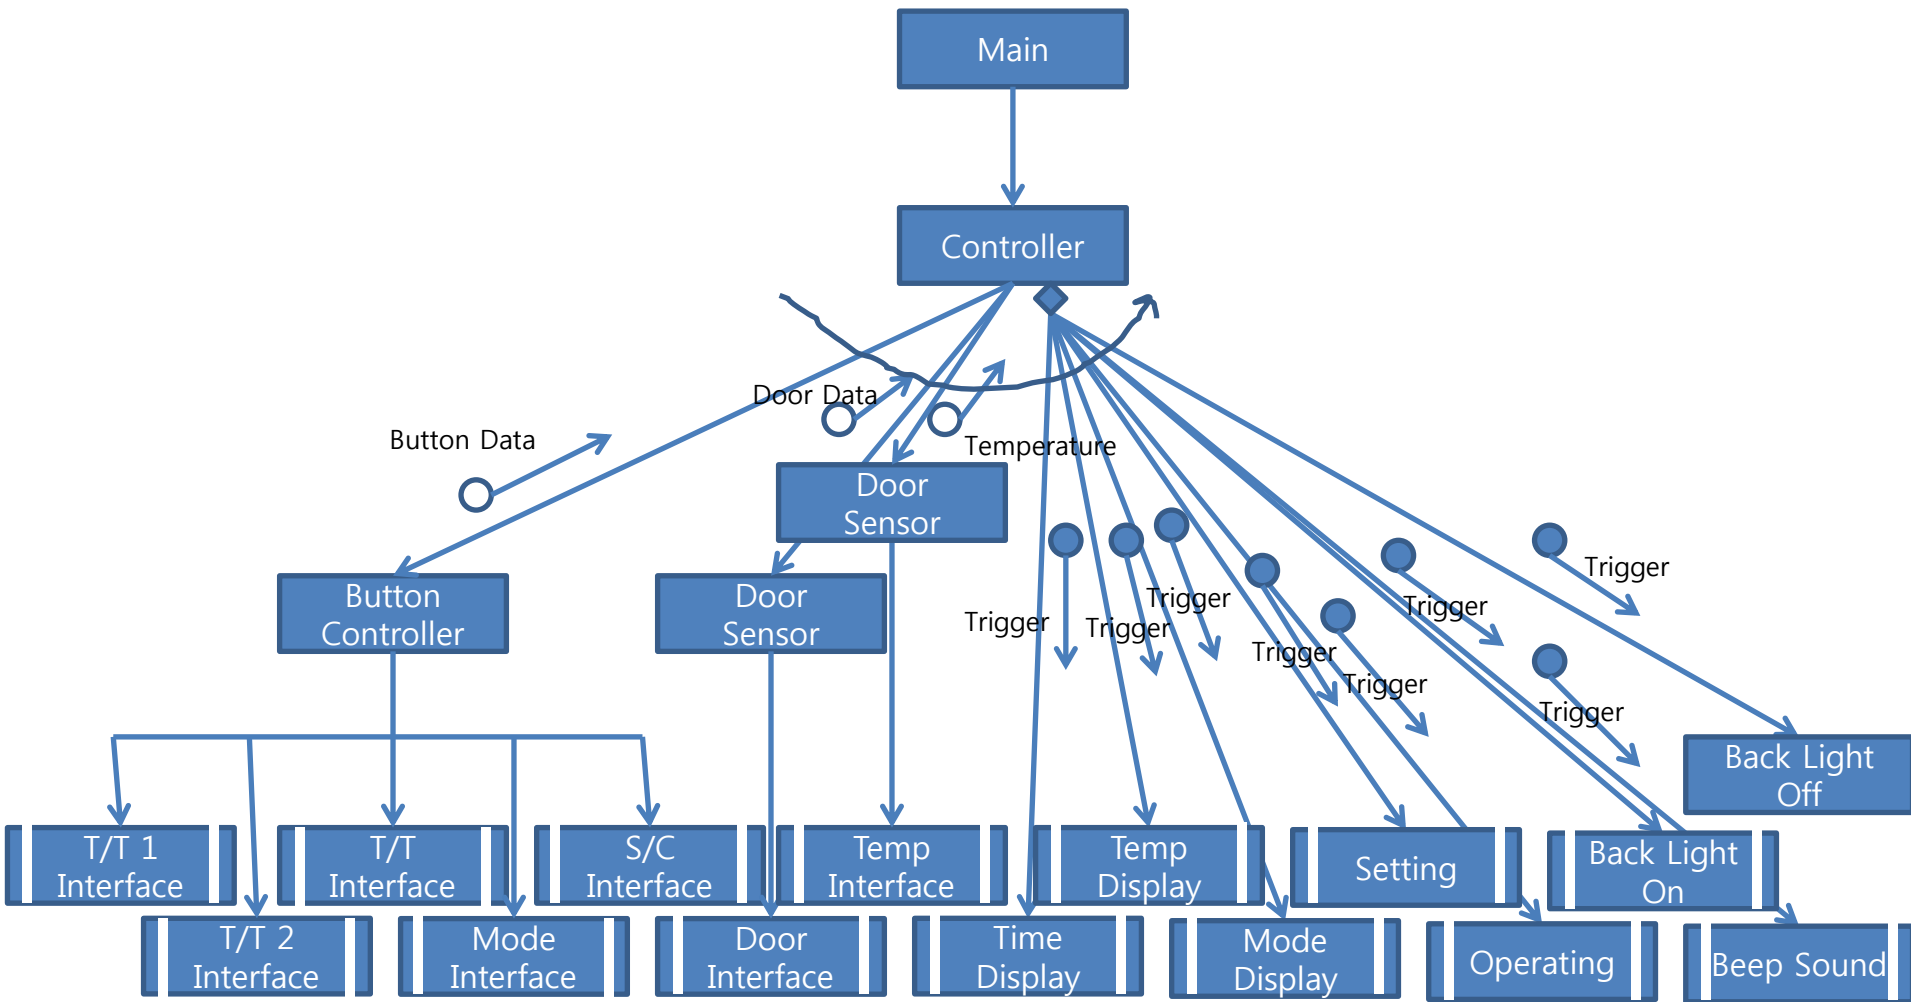 Main
Controller
Door Data
Button Data
Temperature
Door
Sensor
Button
Controller
Door
Sensor
Trigger
Trigger
Trigger
Trigger
Trigger
Trigger
Trigger
Trigger
Back Light
Off
T/T 1
Interface
T/T
Interface
S/C
Interface
Temp
Interface
Temp
Display
Setting
Back Light
On
T/T 2
Interface
Mode
Interface
Door
Interface
Time
Display
Mode
Display
Operating
Beep Sound